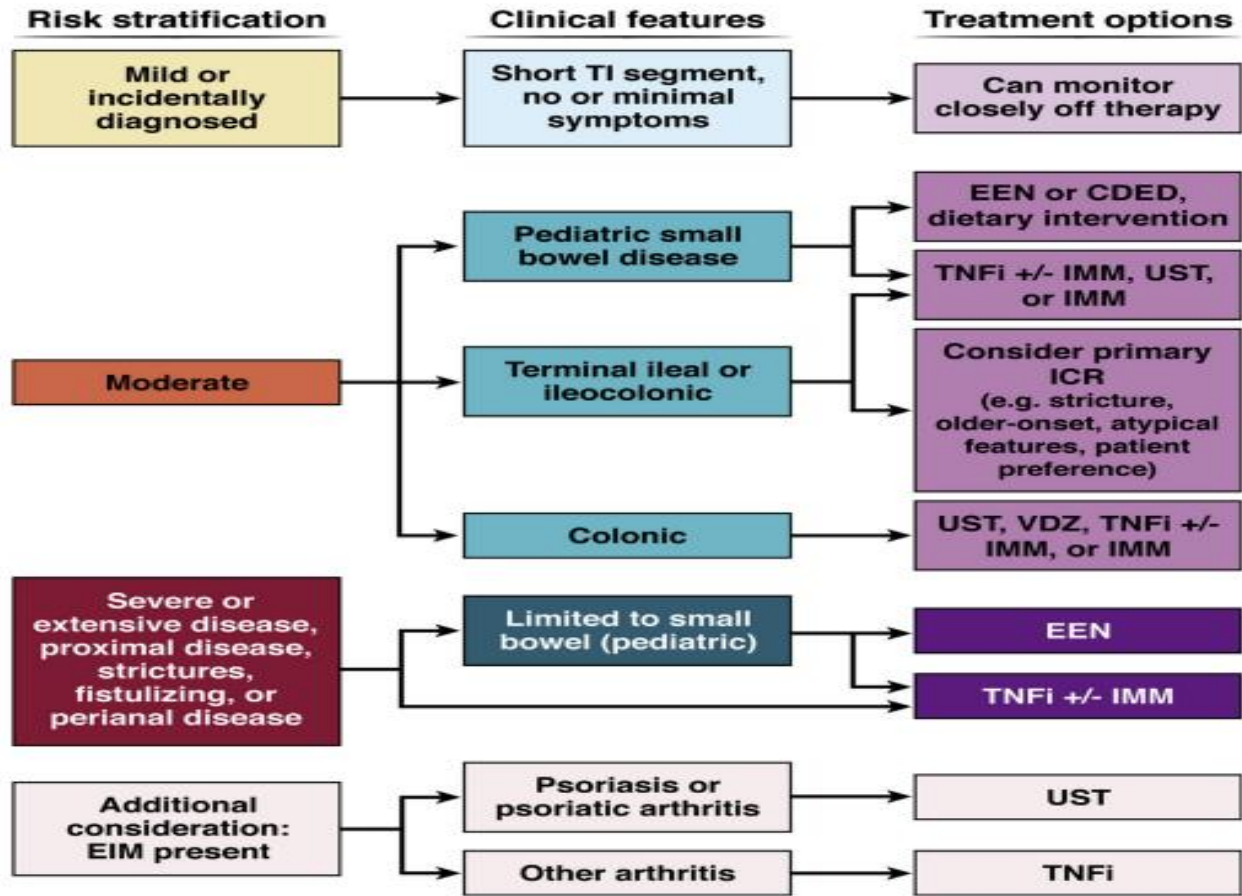 Risk stratification
Clinical features
Treatment options
Mild or
incidentally
diagnosed
Short TI segment,
no or minimal
symptoms
Can monitor
closely off therapy
Moderate
Pediatric small
bowel disease
EEN or CDED,
dietary intervention
TNFi +/- IMM, UST,
or IMM
Terminal ileal or
ileocolonic
Consider primary
ICR
(e.g. stricture,
older-onset, atypical
features, patient
preference)
Colonic
UST, VDZ, TNFi +/-
IMM, or IMM
Severe or
extensive disease,
proximal disease,
strictures,
fistulizing, or
perianal disease
Limited to small
bowel (pediatric)
EEN
TNFi +/- IMM
Additional
consideration:
EIM present
Psoriasis or
psoriatic arthritis
UST
Other arthritis
TNFi